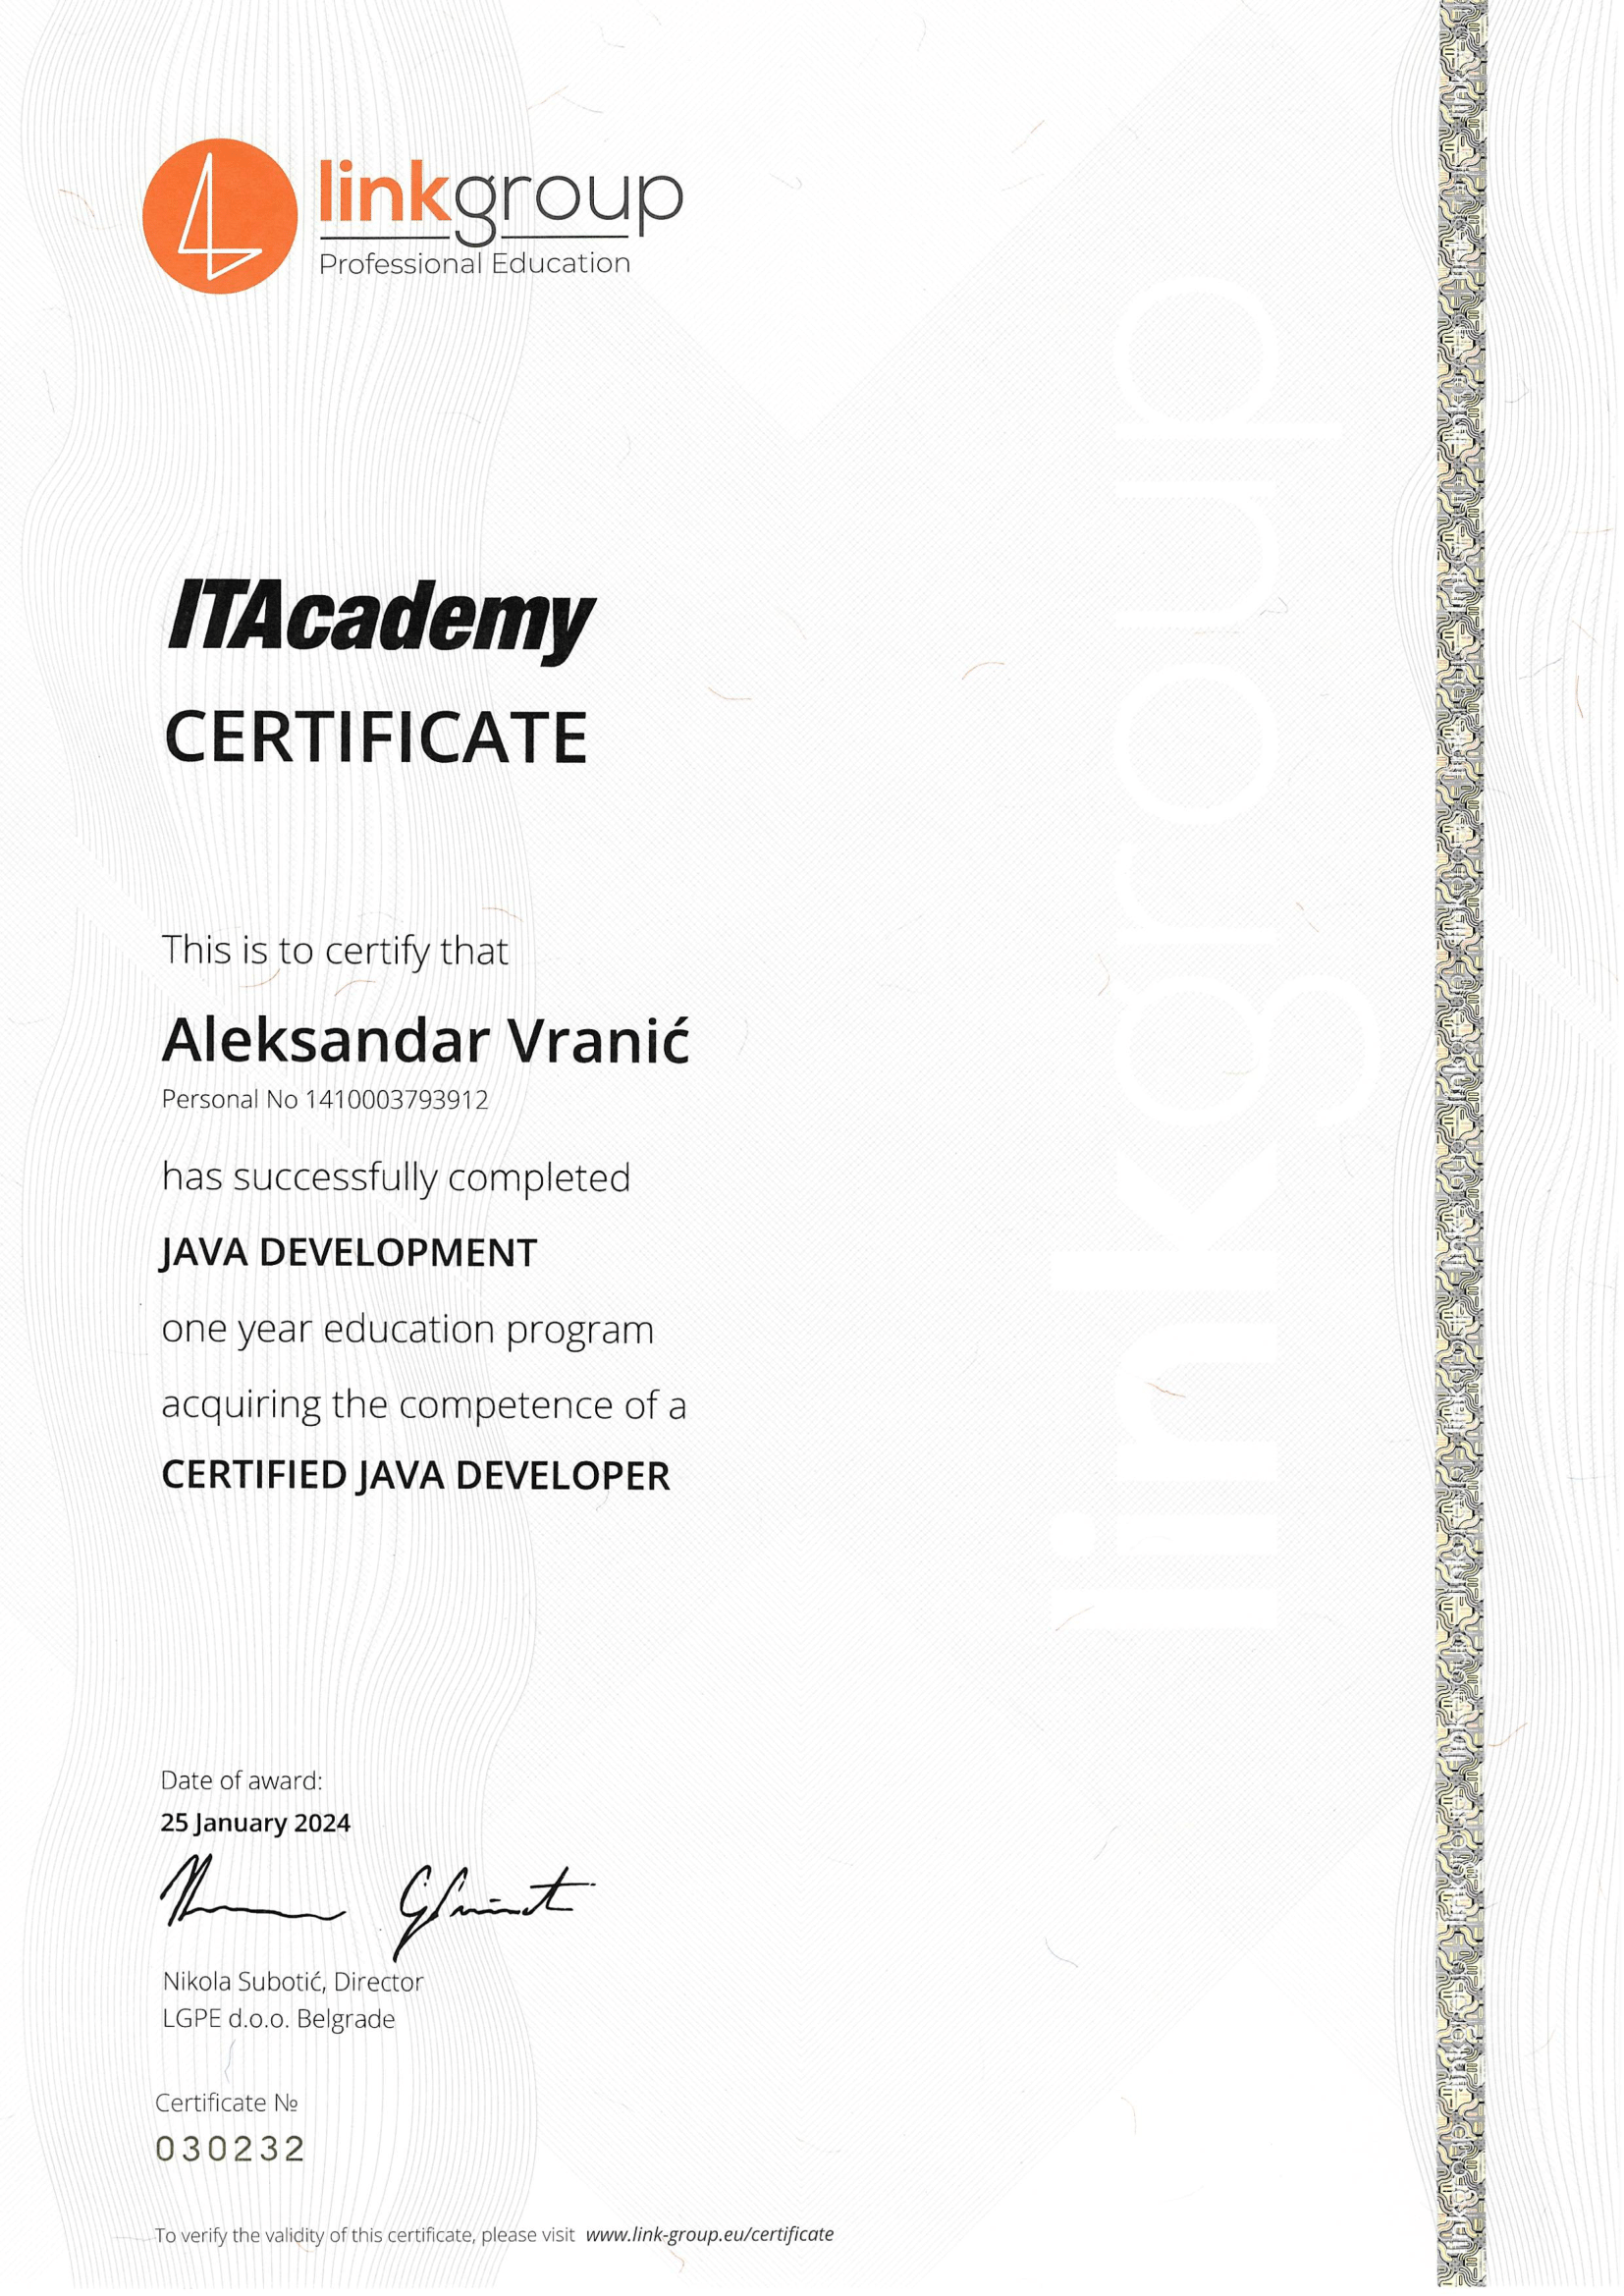 linkgroup
Professional Education
ITAcademy
CERTIFICATE
This is to certify that
Aleksandar Vranić
Personal No 1410003793912
has successfully completed
JAVA DEVELOPMENT
one year education program
acquiring the competence of a
CERTIFIED JAVA DEVELOPER
Date of award:
25 January 2024
Nikola Subotić, Director
LGPE d.o.o. Belgrade
Certificate №
030232
To verify the validity of this certificate, please visit www.link-group.eu/certificate
linkgroup